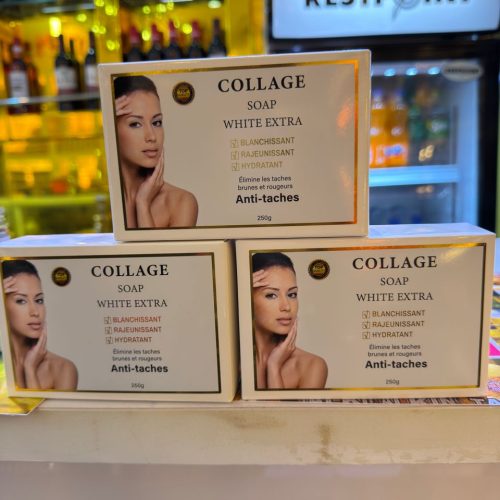 COLLAGE
SOAP
WHITE EXTRA
BLANCHISSANT
RAJEUNISSANT
HYDRATANT
Élimine les taches
brunes et rougeurs
Anti-taches
250g
COLLAGE
SOAP
WHITE EXTRA
BLANCHISSANT
RAJEUNISSANT
HYDRATANT
Élimine les taches
brunes et rougeurs
Anti-taches
250g
COLLAGE
SOAP
WHITE EXTRA
BLANCHISSANT
RAJEUNISSANT
HYDRATANT
Élimine les taches
brunes et rougeurs
Anti-taches
250g